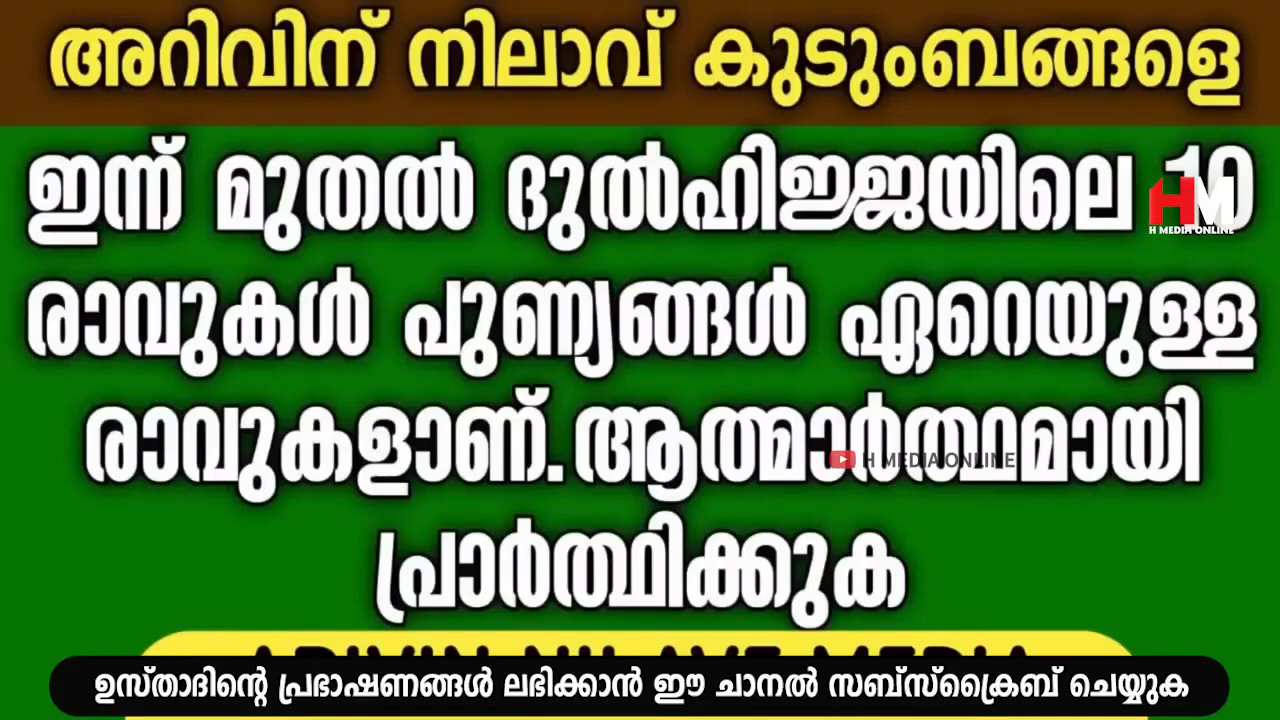 അറിവിന് നിലാവ് കുടുംബങ്ങളെ
ഇന്ന് മുതൽ ദുൽഹിജ്ജയിലെ 10
HM
H MEDIA ONLINE
രാവുകൾ പുണ്യങ്ങൾ ഏറെയുള്ള
രാവുകളാണ്. ആത്മാർത്ഥമായി
H MEDIA ONLINE
പ്രാർത്ഥിക്കുക
ഉസ്താദിന്റെ പ്രഭാഷണങ്ങൾ ലഭിക്കാൻ ഈ ചാനൽ സബ്സ്ക്രൈബ് ചെയ്യുക